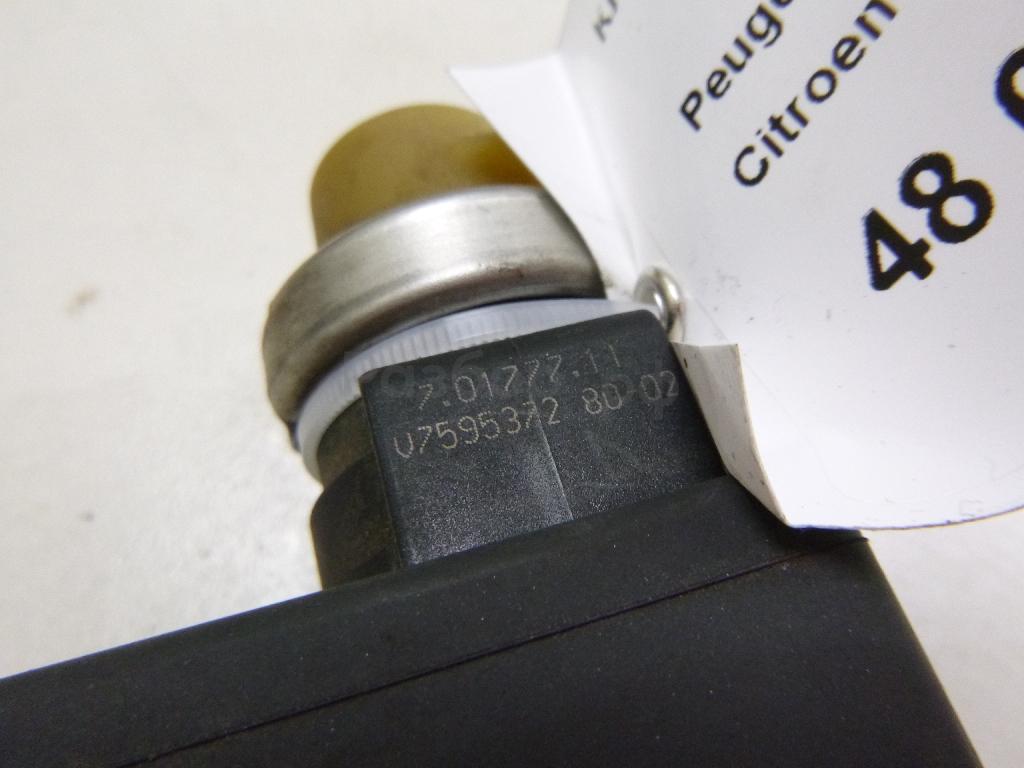 Peuge
Citroen
48
7.01777.11
V7595372 80-02